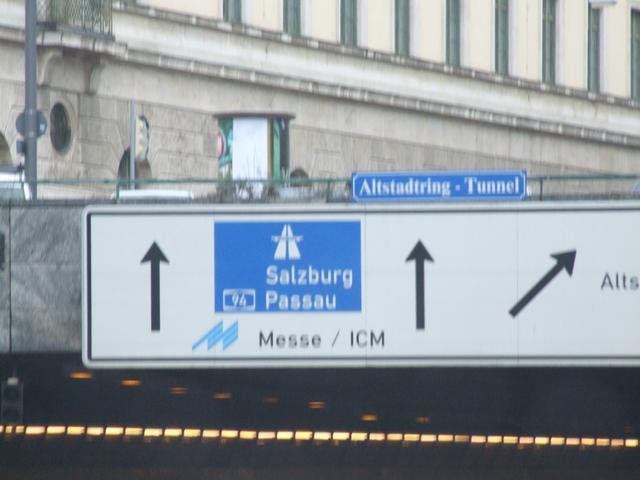 Altstadtring - Tunnel
Salzburg
94 Passau
Messe / ICM
Alts